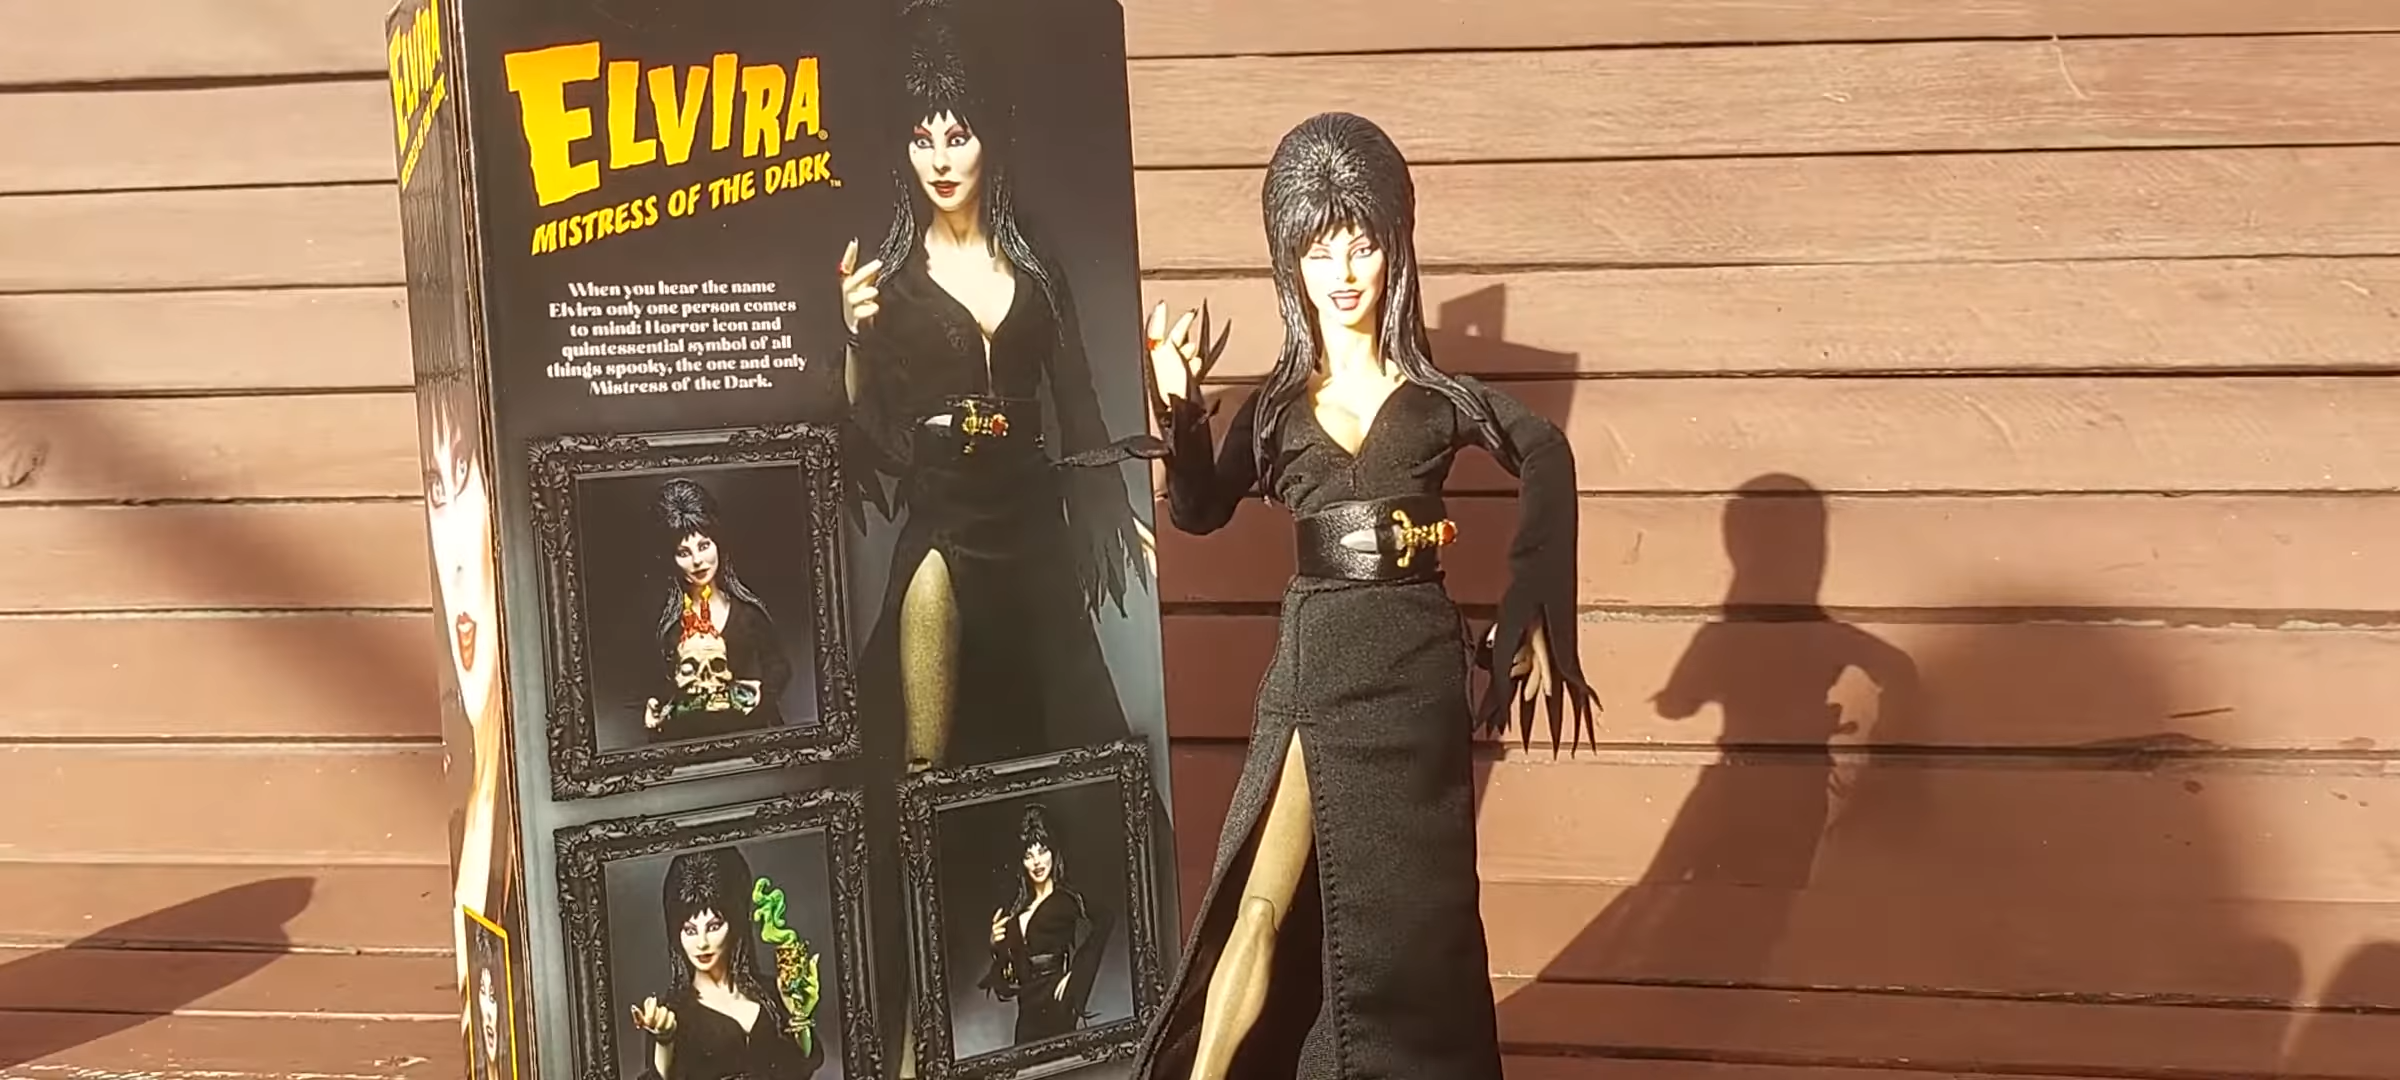 ELVIRA®
MISTRESS OF THE DARK™
When you hear the name
Elvira only one person comes
to mind: Horror icon and
quintessential symbol of all
things spooky, the one and only
Mistress of the Dark.
ELVIRA
MISTRESS OF THE DARK